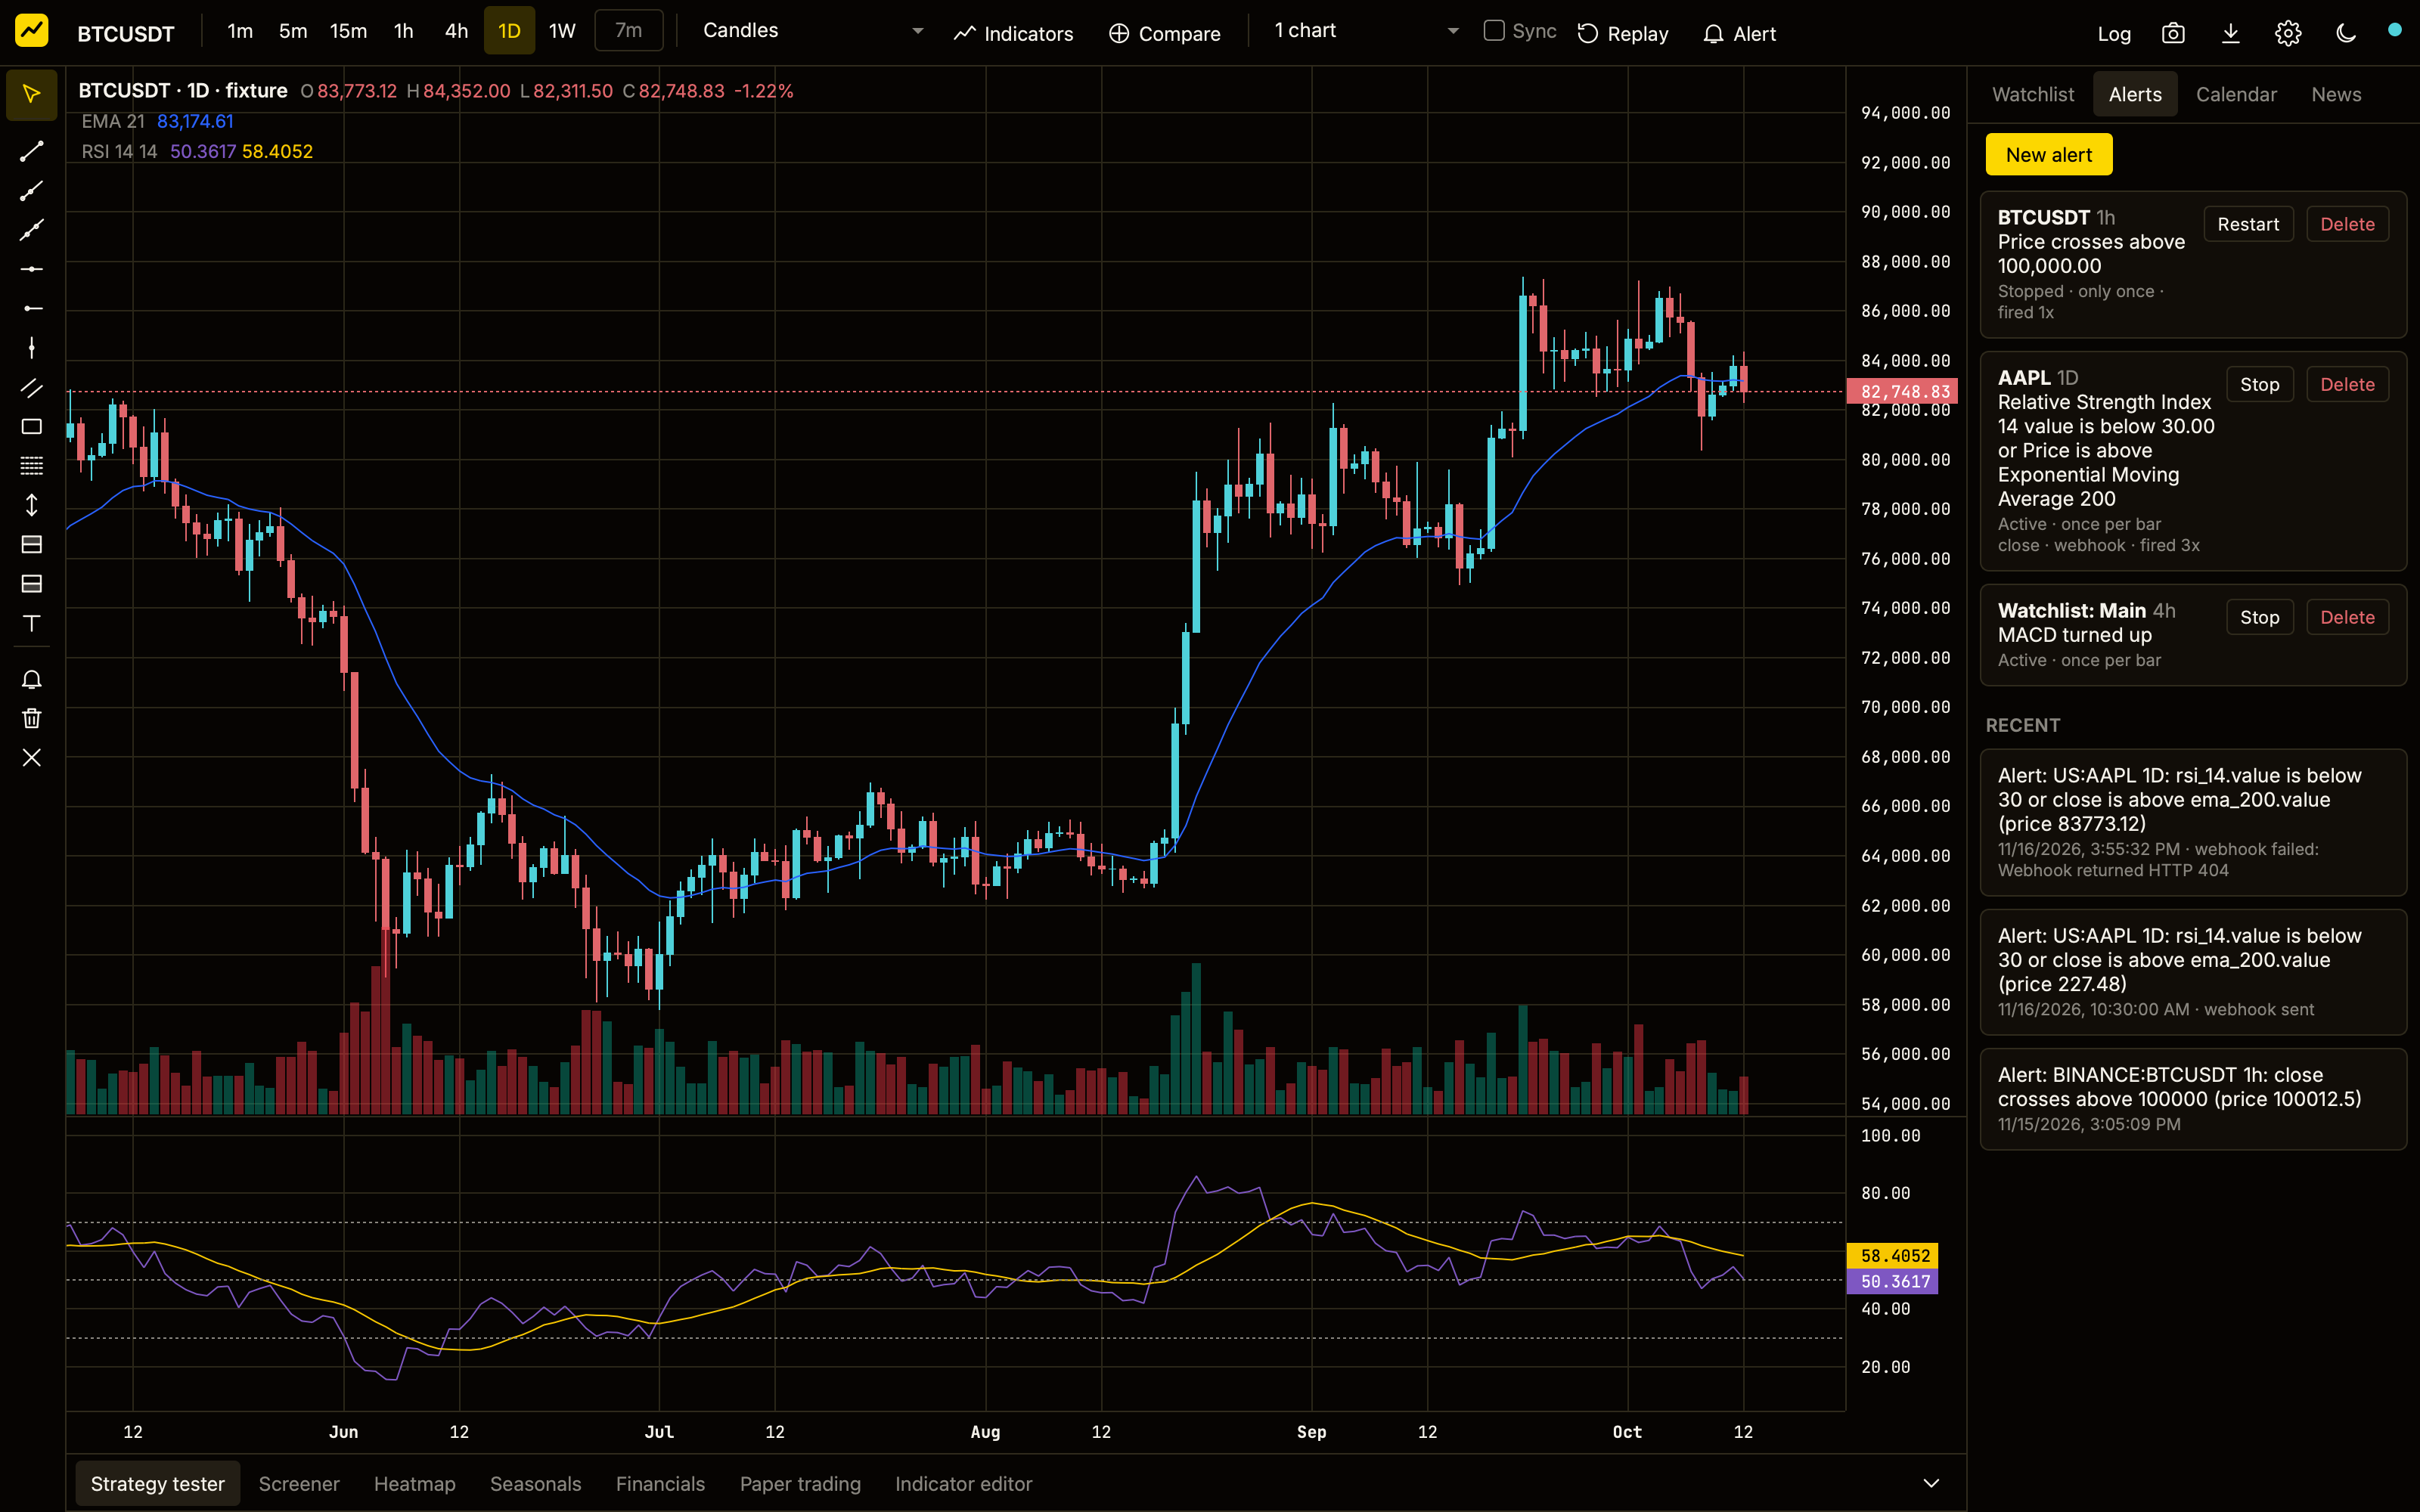 BTCUSDT 1m 5m 15m 1h 4h 1D 1W 7m Candles Indicators Compare 1 chart Sync Replay Alert Log
BTCUSDT · 1D · fixture O 83,773.12 H 84,352.00 L 82,311.50 C 82,748.83 -1.22%
EMA 21 83,174.61
RSI 14 14 50.3617 58.4052
94,000.00
92,000.00
90,000.00
88,000.00
86,000.00
84,000.00
82,748.83
82,000.00
80,000.00
78,000.00
76,000.00
74,000.00
72,000.00
70,000.00
68,000.00
66,000.00
64,000.00
62,000.00
60,000.00
58,000.00
56,000.00
54,000.00
100.00
80.00
58.4052
50.3617
40.00
20.00
12 Jun 12 Jul 12 Aug 12 Sep 12 Oct 12
Strategy tester Screener Heatmap Seasonals Financials Paper trading Indicator editor
Watchlist Alerts Calendar News
New alert
BTCUSDT 1h Restart Delete
Price crosses above
100,000.00
Stopped · only once ·
fired 1x
AAPL 1D Stop Delete
Relative Strength Index
14 value is below 30.00
or Price is above
Exponential Moving
Average 200
Active · once per bar
close · webhook · fired 3x
Watchlist: Main 4h Stop Delete
MACD turned up
Active · once per bar
RECENT
Alert: US:AAPL 1D: rsi_14.value is below
30 or close is above ema_200.value
(price 83773.12)
11/16/2026, 3:55:32 PM · webhook failed:
Webhook returned HTTP 404
Alert: US:AAPL 1D: rsi_14.value is below
30 or close is above ema_200.value
(price 227.48)
11/16/2026, 10:30:00 AM · webhook sent
Alert: BINANCE:BTCUSDT 1h: close
crosses above 100000 (price 100012.5)
11/15/2026, 3:05:09 PM